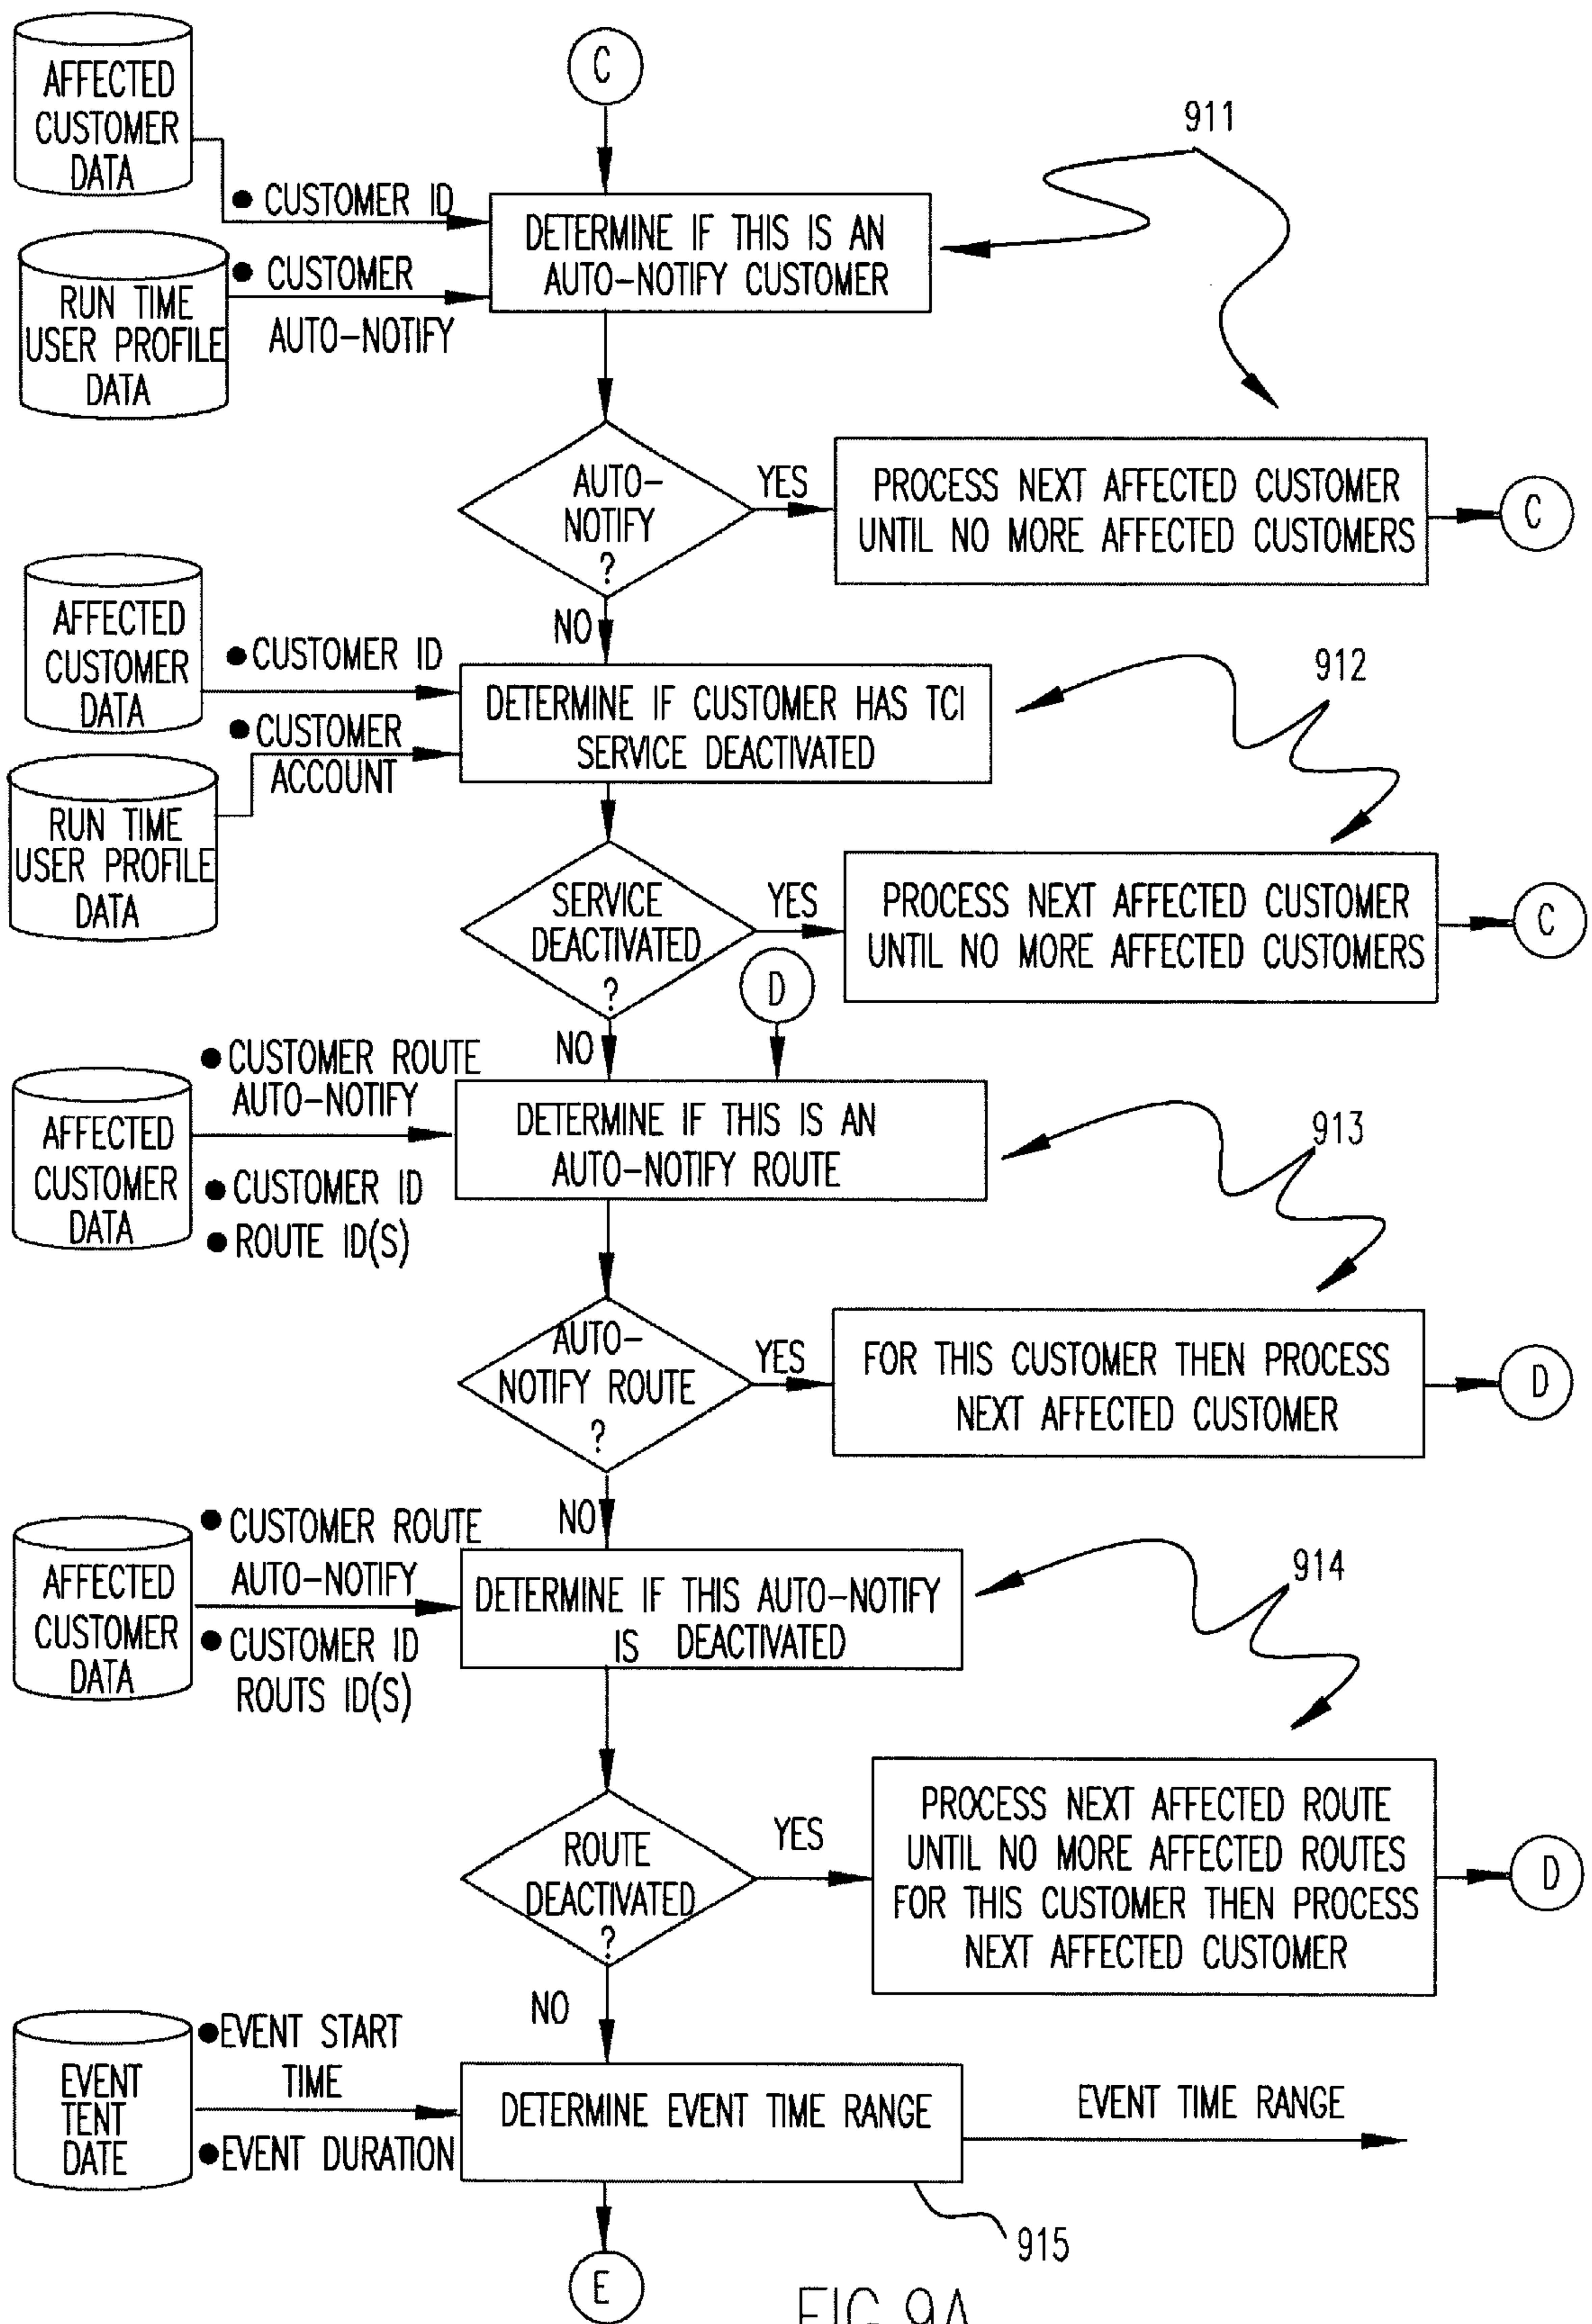 C
AFFECTED
CUSTOMER
DATA
911
● CUSTOMER ID
DETERMINE IF THIS IS AN
AUTO-NOTIFY CUSTOMER
RUN TIME
USER PROFILE
DATA
● CUSTOMER
AUTO-NOTIFY
AUTO-
NOTIFY
?
YES
PROCESS NEXT AFFECTED CUSTOMER
UNTIL NO MORE AFFECTED CUSTOMERS
C
NO
AFFECTED
CUSTOMER
DATA
● CUSTOMER ID
912
DETERMINE IF CUSTOMER HAS TCI
SERVICE DEACTIVATED
● CUSTOMER
ACCOUNT
RUN TIME
USER PROFILE
DATA
SERVICE
DEACTIVATED
?
YES
PROCESS NEXT AFFECTED CUSTOMER
UNTIL NO MORE AFFECTED CUSTOMERS
C
D
NO
● CUSTOMER ROUTE
AUTO-NOTIFY
AFFECTED
CUSTOMER
DATA
● CUSTOMER ID
● ROUTE ID(S)
DETERMINE IF THIS IS AN
AUTO-NOTIFY ROUTE
913
AUTO-
NOTIFY ROUTE
?
YES
FOR THIS CUSTOMER THEN PROCESS
NEXT AFFECTED CUSTOMER
D
NO
● CUSTOMER ROUTE
AUTO-NOTIFY
AFFECTED
CUSTOMER
DATA
● CUSTOMER ID
ROUTS ID(S)
DETERMINE IF THIS AUTO-NOTIFY
IS DEACTIVATED
914
ROUTE
DEACTIVATED
?
YES
PROCESS NEXT AFFECTED ROUTE
UNTIL NO MORE AFFECTED ROUTES
FOR THIS CUSTOMER THEN PROCESS
NEXT AFFECTED CUSTOMER
D
NO
EVENT
TENT
DATE
● EVENT START
TIME
● EVENT DURATION
DETERMINE EVENT TIME RANGE
EVENT TIME RANGE
915
E
FIG.9A